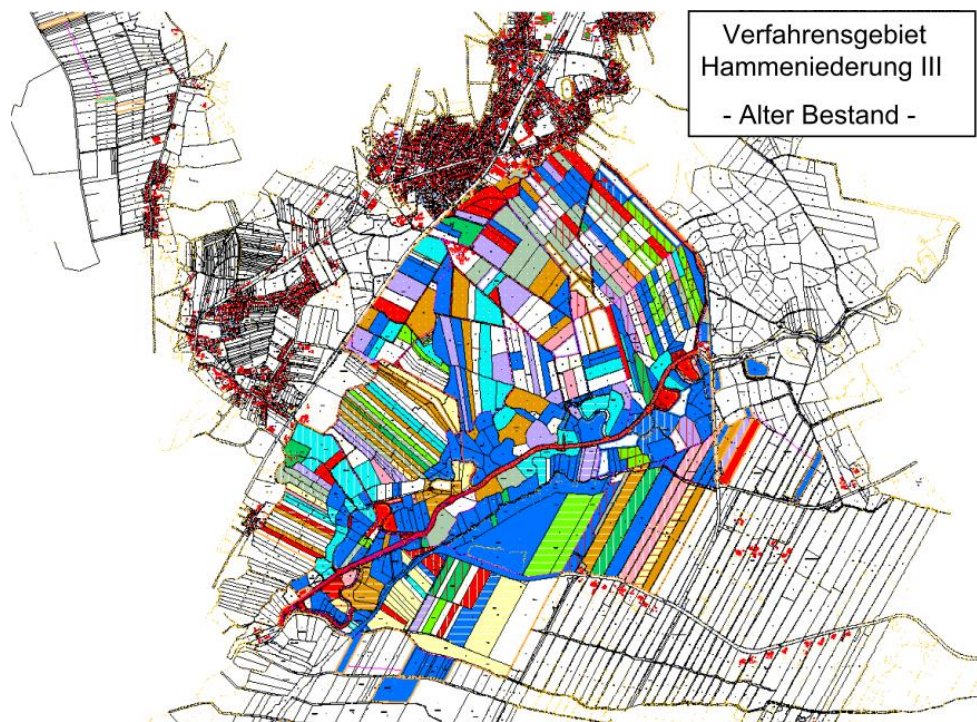 Verfahrensgebiet
Hammeniederung III
- Alter Bestand -